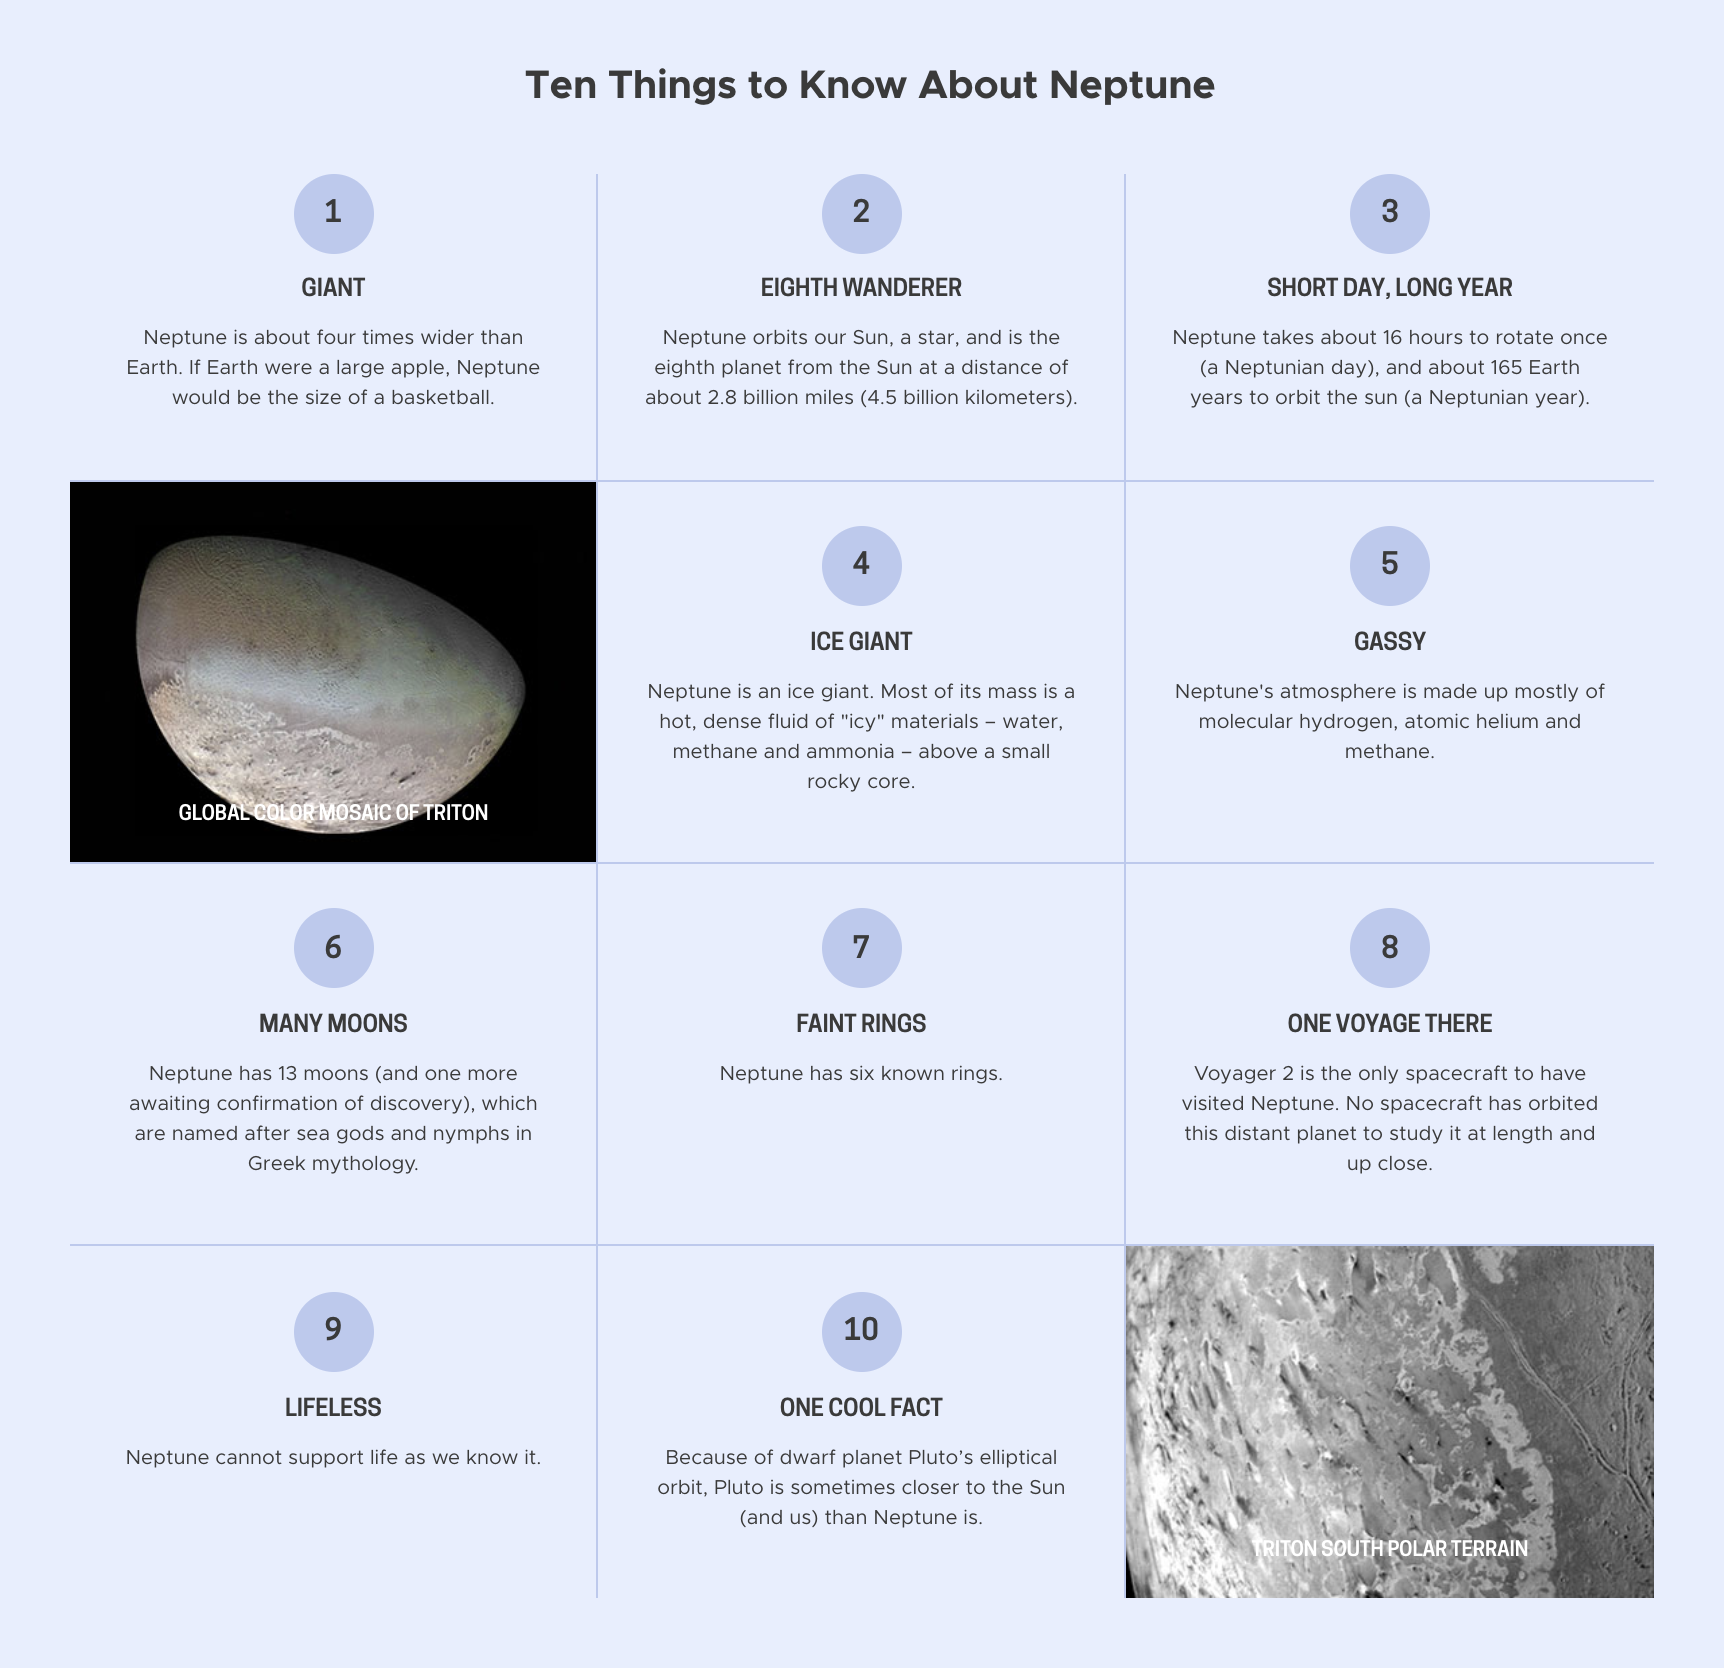 Ten Things to Know About Neptune
1
GIANT
Neptune is about four times wider than
Earth. If Earth were a large apple, Neptune
would be the size of a basketball.
2
EIGHTH WANDERER
Neptune orbits our Sun, a star, and is the
eighth planet from the Sun at a distance of
about 2.8 billion miles (4.5 billion kilometers).
3
SHORT DAY, LONG YEAR
Neptune takes about 16 hours to rotate once
(a Neptunian day), and about 165 Earth
years to orbit the sun (a Neptunian year).
GLOBAL COLOR MOSAIC OF TRITON
4
ICE GIANT
Neptune is an ice giant. Most of its mass is a
hot, dense fluid of "icy" materials – water,
methane and ammonia – above a small
rocky core.
5
GASSY
Neptune's atmosphere is made up mostly of
molecular hydrogen, atomic helium and
methane.
6
MANY MOONS
Neptune has 13 moons (and one more
awaiting confirmation of discovery), which
are named after sea gods and nymphs in
Greek mythology.
7
FAINT RINGS
Neptune has six known rings.
8
ONE VOYAGE THERE
Voyager 2 is the only spacecraft to have
visited Neptune. No spacecraft has orbited
this distant planet to study it at length and
up close.
9
LIFELESS
Neptune cannot support life as we know it.
10
ONE COOL FACT
Because of dwarf planet Pluto’s elliptical
orbit, Pluto is sometimes closer to the Sun
(and us) than Neptune is.
TRITON SOUTH POLAR TERRAIN